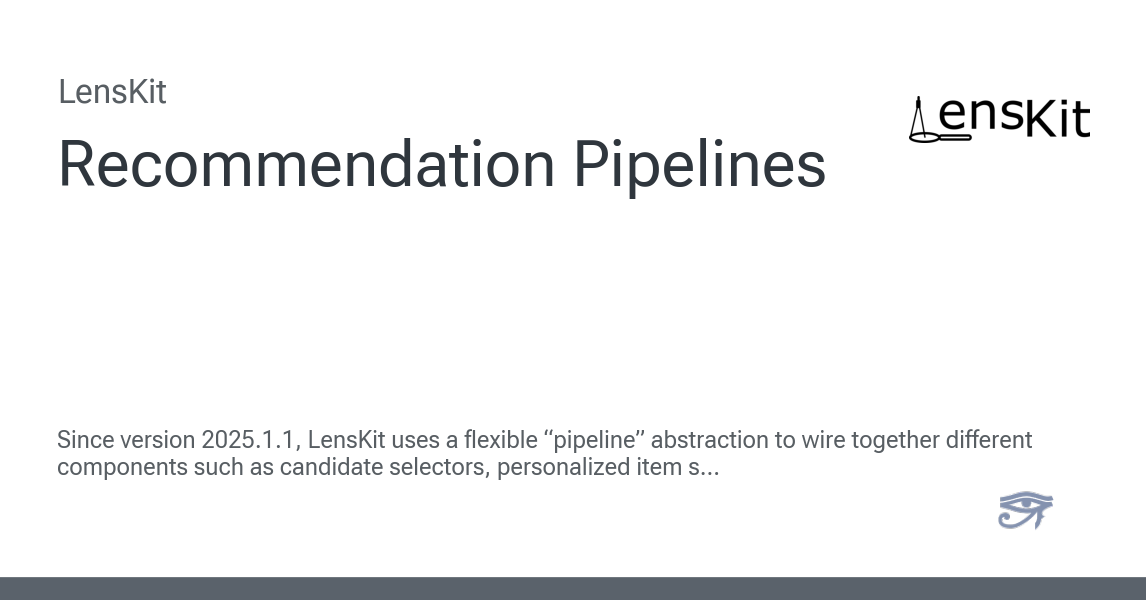 LensKit
LensKit
Recommendation Pipelines
Since version 2025.1.1, LensKit uses a flexible “pipeline” abstraction to wire together different
components such as candidate selectors, personalized item s...